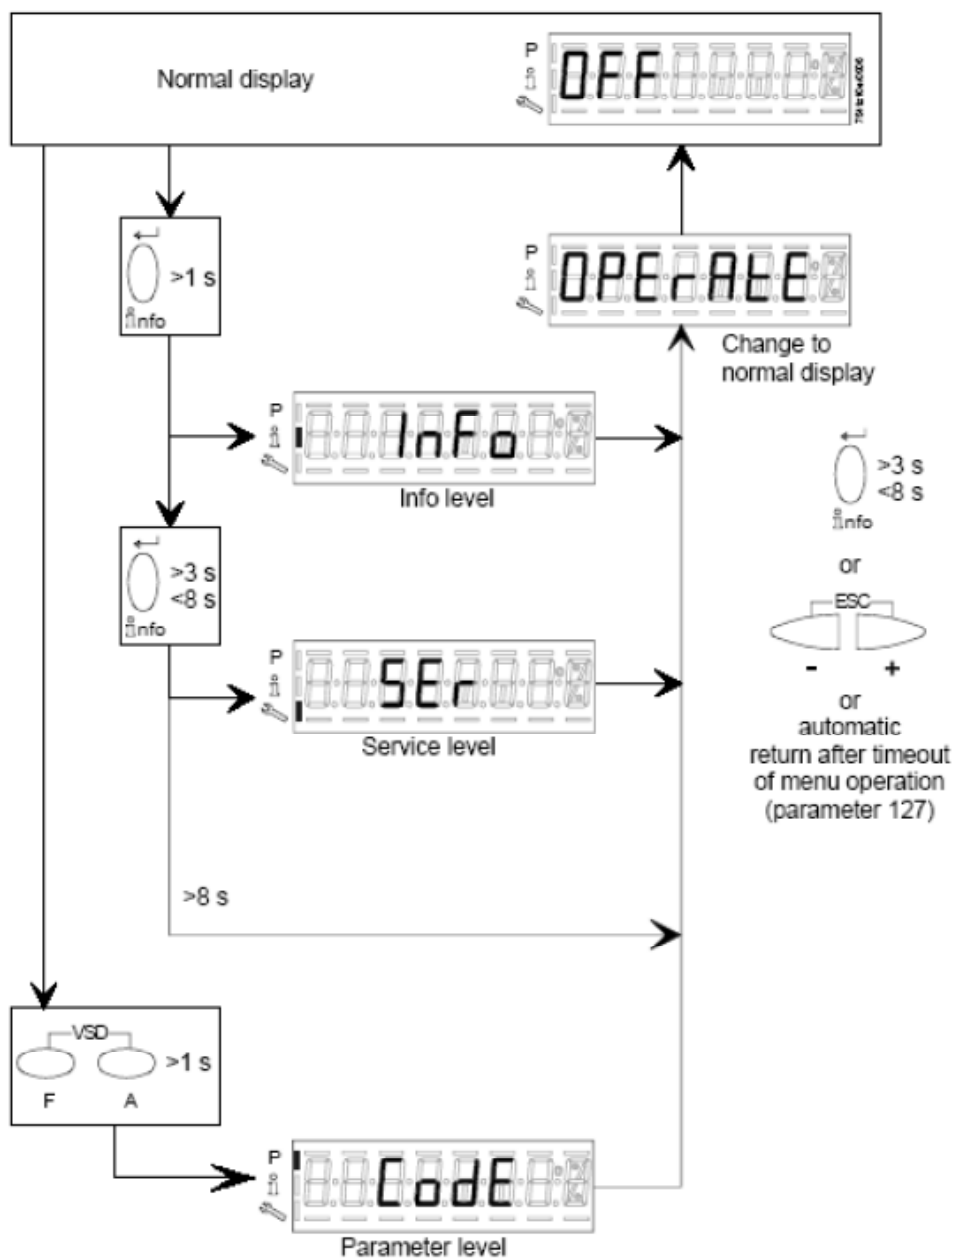 Normal display
P
i
OFF
>1 s
info
P
i
OPErAtE
Change to
normal display
P
i
InFo
Info level
>3 s
<8 s
info
>3 s
<8 s
info
or
ESC
- +
or
automatic
return after timeout
of menu operation
(parameter 127)
P
i
SEr
Service level
>8 s
VSD
>1 s
F A
P
i
CodE
Parameter level